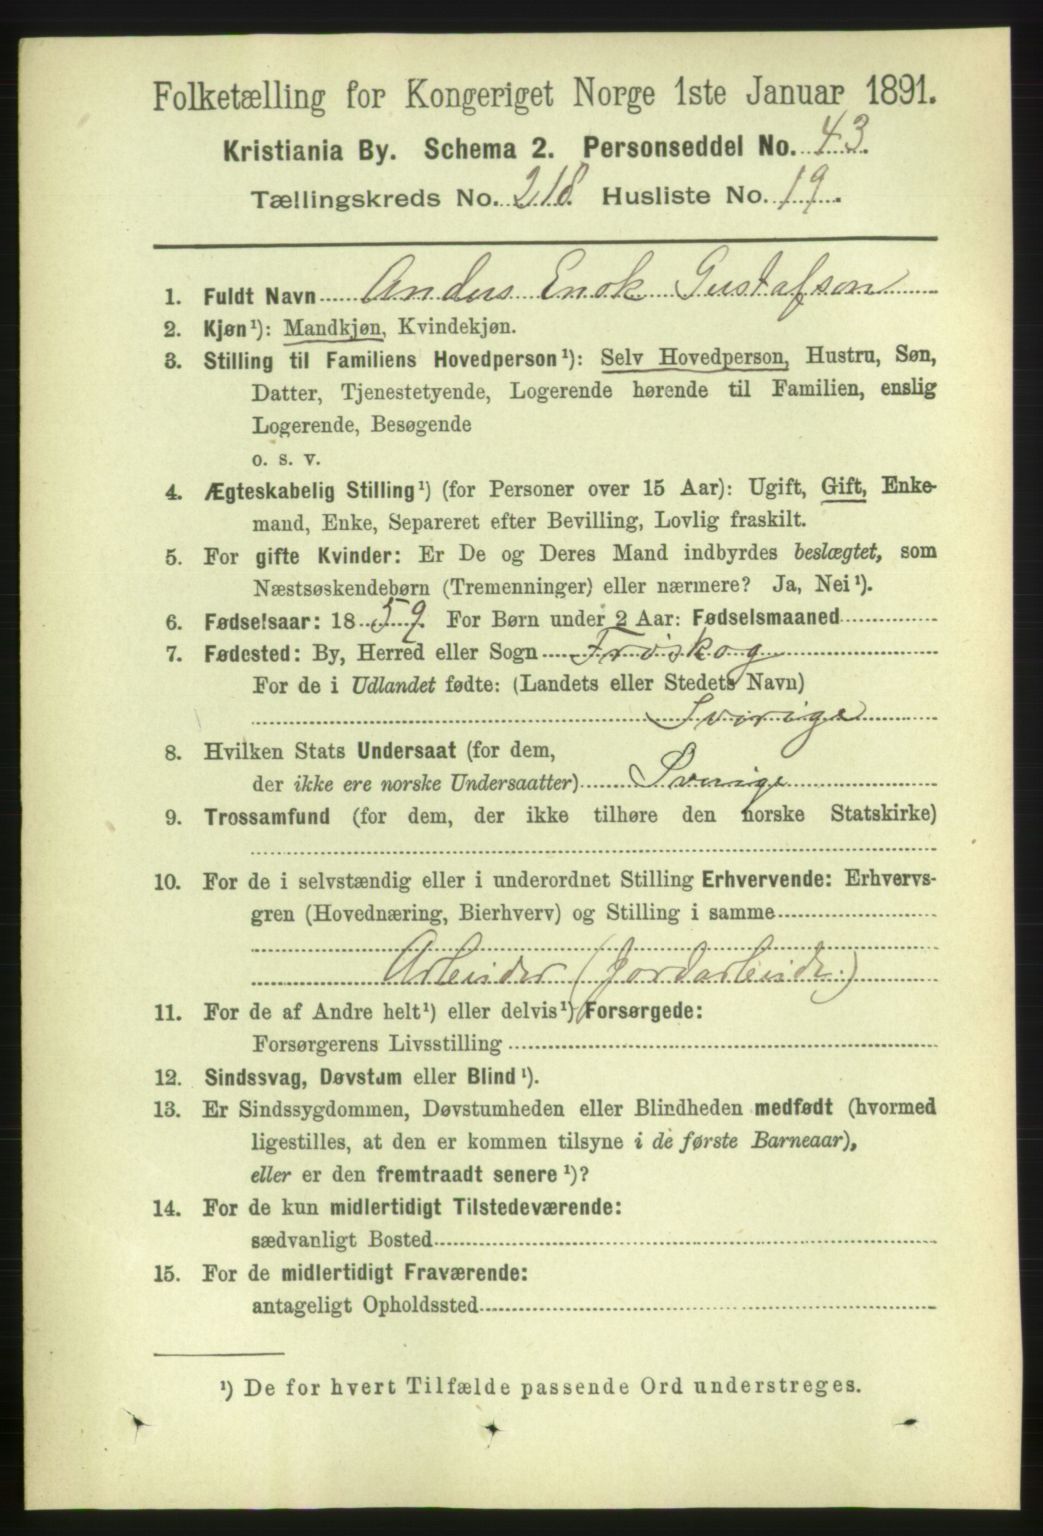 Folketælling for Kongeriget Norge 1ste Januar 1891.
Kristiania By. Schema 2. Personseddel No. 43.
Tællingskreds No. 218. Husliste No. 19.
1. Fuldt Navn Anders Enok Gustafson
2. Kjøn¹): Mandkjøn, Kvindekjøn.
3. Stilling til Familiens Hovedperson¹): Selv Hovedperson, Hustru, Søn,
Datter, Tjenestetyende, Logerende hørende til Familien, enslig
Logerende, Besøgende
o. s. v.
4. Ægteskabelig Stilling¹) (for Personer over 15 Aar): Ugift, Gift, Enke-
mand, Enke, Separeret efter Bevilling, Lovlig fraskilt.
5. For gifte Kvinder: Er De og Deres Mand indbyrdes beslægtet, som
Næstsøskendebørn (Tremenninger) eller nærmere? Ja, Nei¹).
6. Fødselsaar: 1859. For Børn under 2 Aar: Fødselsmaaned
7. Fødested: By, Herred eller Sogn Fröskog
For de i Udlandet fødte: (Landets eller Stedets Navn)
Sverige
8. Hvilken Stats Undersaat (for dem,
der ikke ere norske Undersaatter) Sverige
9. Trossamfund (for dem, der ikke tilhøre den norske Statskirke)
10. For de i selvstændig eller i underordnet Stilling Erhvervende: Erhvervs-
gren (Hovednæring, Bierhverv) og Stilling i samme
Arbeider (Jordarbeide.)
11. For de af Andre helt¹) eller delvis¹) Forsørgede:
Forsørgerens Livsstilling
12. Sindssvag, Døvstum eller Blind¹).
13. Er Sindssygdommen, Døvstumheden eller Blindheden medfødt (hvormed
ligestilles, at den er kommen tilsyne i de første Barneaar),
eller er den fremtraadt senere¹)?
14. For de kun midlertidigt Tilstedeværende:
sædvanligt Bosted
15. For de midlertidigt Fraværende:
antageligt Opholdssted
¹) De for hvert Tilfælde passende Ord understreges.